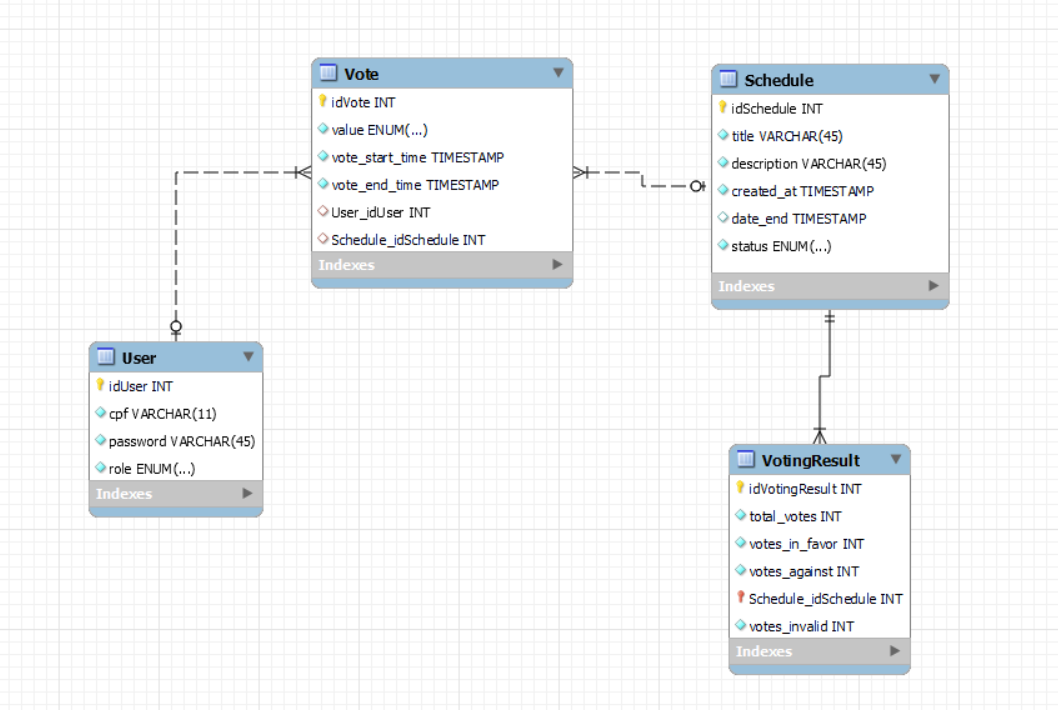 Vote
idVote INT
value ENUM(...)
vote_start_time TIMESTAMP
vote_end_time TIMESTAMP
User_idUser INT
Schedule_idSchedule INT
Indexes
Schedule
idSchedule INT
title VARCHAR(45)
description VARCHAR(45)
created_at TIMESTAMP
date_end TIMESTAMP
status ENUM(...)
Indexes
User
idUser INT
cpf VARCHAR(11)
password VARCHAR(45)
role ENUM(...)
Indexes
VotingResult
idVotingResult INT
total_votes INT
votes_in_favor INT
votes_against INT
Schedule_idSchedule INT
votes_invalid INT
Indexes